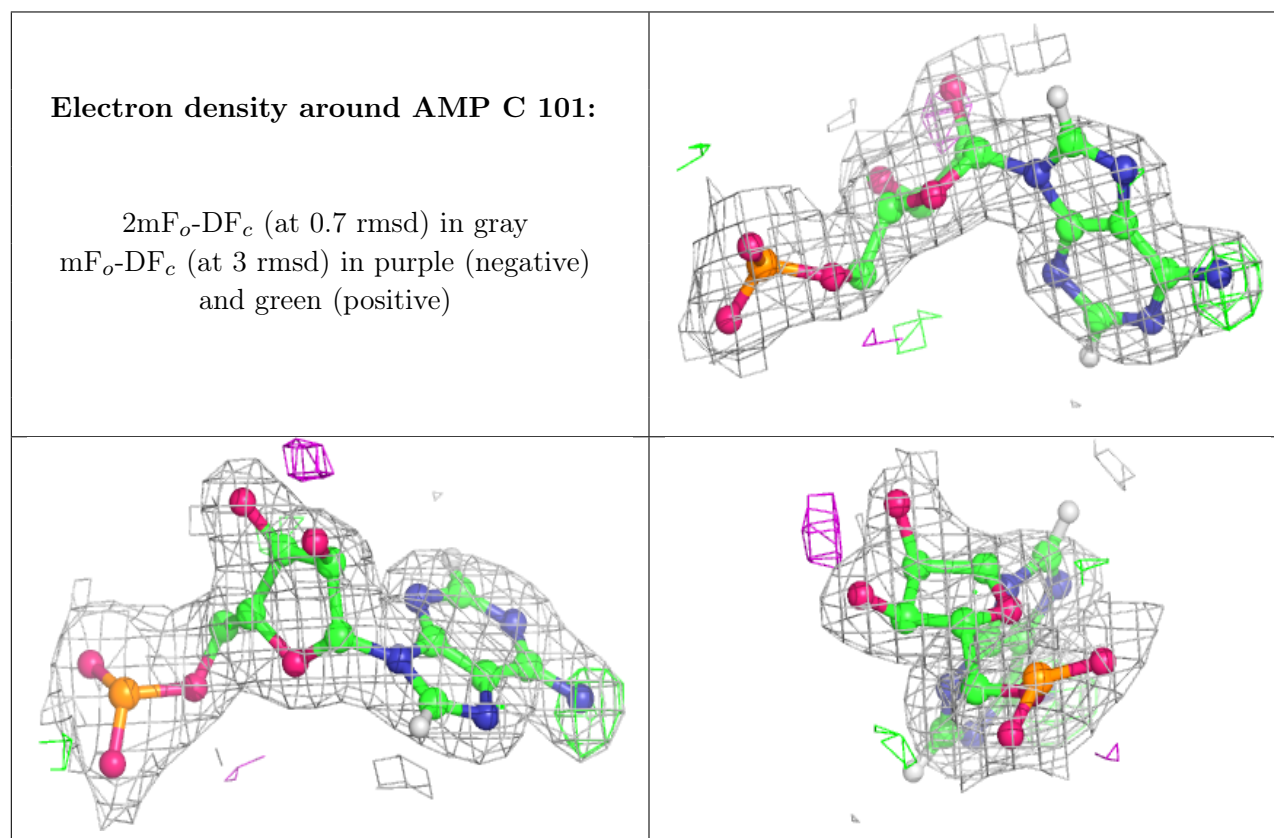 Electron density around AMP C 101:
2mFo-DFc (at 0.7 rmsd) in gray
mFo-DFc (at 3 rmsd) in purple (negative)
and green (positive)